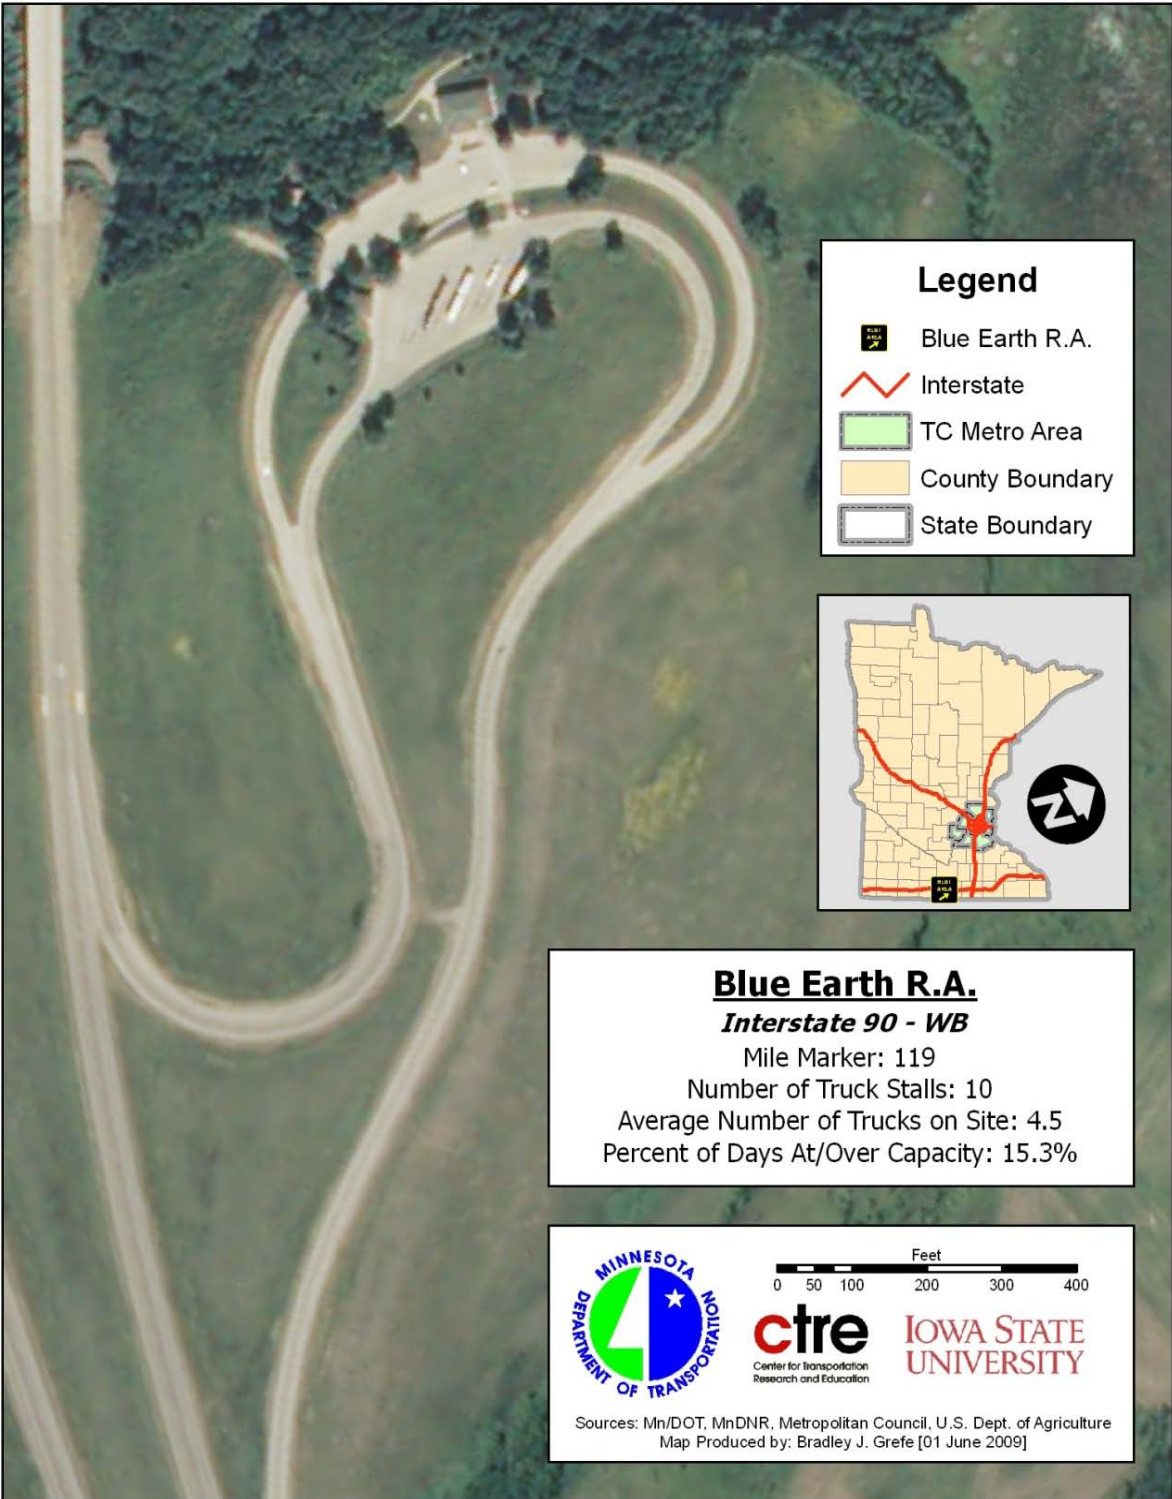 Legend
Blue Earth R.A.
Interstate
TC Metro Area
County Boundary
State Boundary
N
Blue Earth R.A.
Interstate 90 - WB
Mile Marker: 119
Number of Truck Stalls: 10
Average Number of Trucks on Site: 4.5
Percent of Days At/Over Capacity: 15.3%
MINNESOTA
DEPARTMENT OF TRANSPORTATION
Feet
0 50 100 200 300 400
ctre
Center for Transportation
Research and Education
IOWA STATE
UNIVERSITY
Sources: Mn/DOT, MnDNR, Metropolitan Council, U.S. Dept. of Agriculture
Map Produced by: Bradley J. Grefe [01 June 2009]